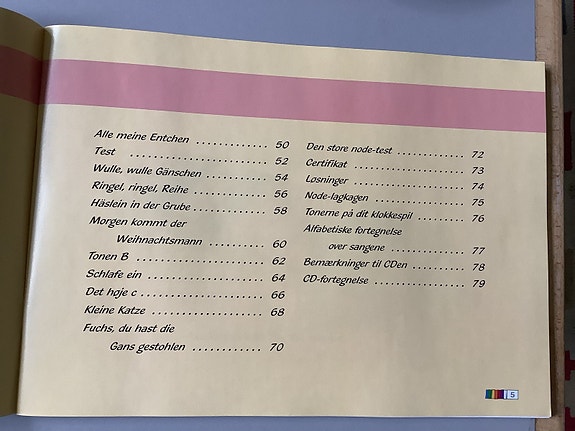 Alle meine Entchen . . . . . . . . . . . . 50
Test . . . . . . . . . . . . . . . . . . . . . . . 52
Wulle, wulle Gänschen . . . . . . . . . . 54
Ringel, ringel, Reihe . . . . . . . . . . . . 56
Häslein in der Grube . . . . . . . . . . . . 58
Morgen kommt der
Weihnachtsmann . . . . . . . . . . 60
Tonen B . . . . . . . . . . . . . . . . . . . . . 62
Schlafe ein . . . . . . . . . . . . . . . . . . . 64
Det høje c . . . . . . . . . . . . . . . . . . . . 66
Kleine Katze . . . . . . . . . . . . . . . . . . 68
Fuchs, du hast die
Gans gestohlen . . . . . . . . . . . . 70
Den store node-test . . . . . . . . . . . . 72
Certifikat . . . . . . . . . . . . . . . . . . . . 73
Løsninger . . . . . . . . . . . . . . . . . . . . 74
Node-lagkagen . . . . . . . . . . . . . . . . 75
Tonerne på dit klokkespil . . . . . . . . 76
Alfabetiske fortegnelse
over sangene . . . . . . . . . . . . . 77
Bemærkninger til CDen . . . . . . . . . 78
CD-fortegnelse . . . . . . . . . . . . . . . . 79
5